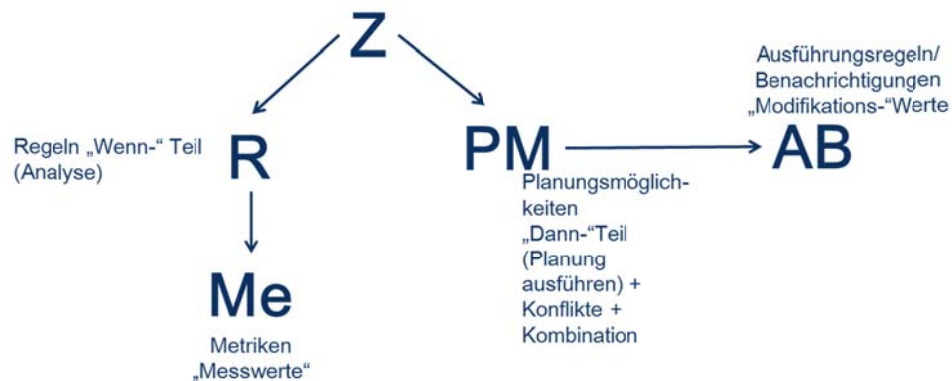 Z
Ausführungsregeln/
Benachrichtigungen
„Modifikations-“Werte
Regeln „Wenn-“ Teil
(Analyse)
R
PM
AB
Planungsmöglich-
keiten
„Dann-“Teil
(Planung
ausführen) +
Konflikte +
Kombination
Me
Metriken
„Messwerte“